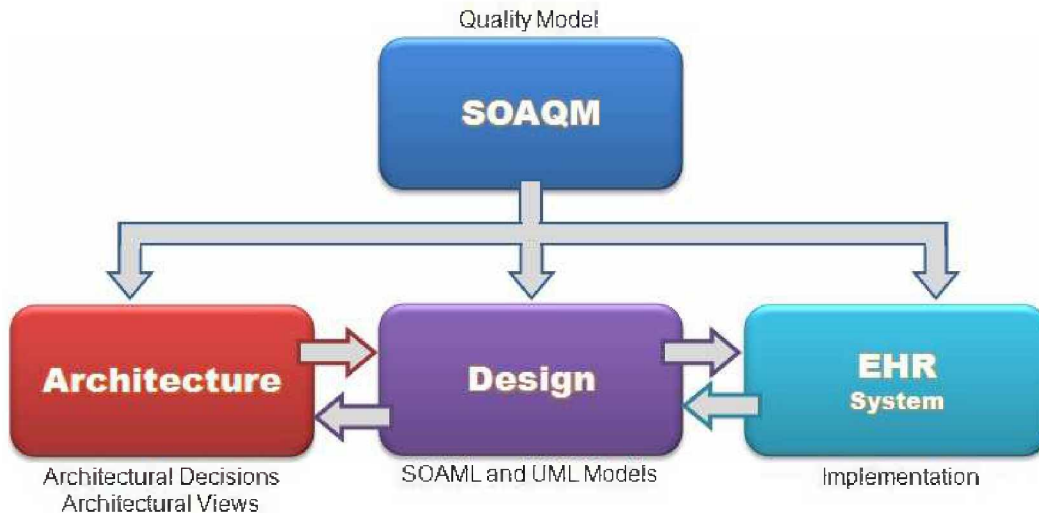 Quality Model
SOAQM
Architecture
Design
EHR
System
Architectural Decisions
Architectural Views
SOAML and UML Models
Implementation